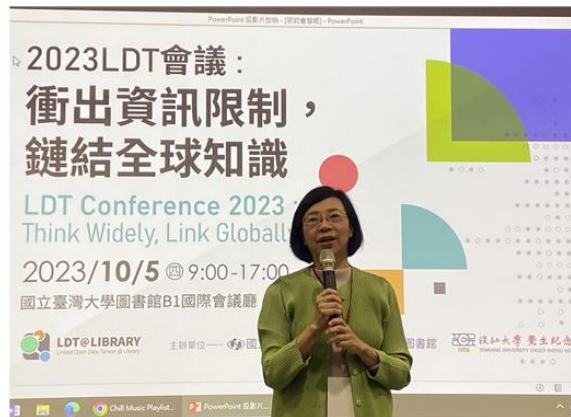 PowerPoint 投影片放映 - [研討會簡報] - PowerPoint
2023LDT會議：
衝出資訊限制，
鏈結全球知識
LDT Conference 2023
Think Widely, Link Globall
2023/10/5 四 9:00-17:00
國立臺灣大學圖書館B1國際會議廳
LDT@LIBRARY
Linked Open Data Taiwan @ Library
主辦單位
圖書館
淡江大學 覺生紀念
TAMKANG UNIVERSITY CHUEH SHENG
Chill Music Playlist...
PowerPoint 投影片...